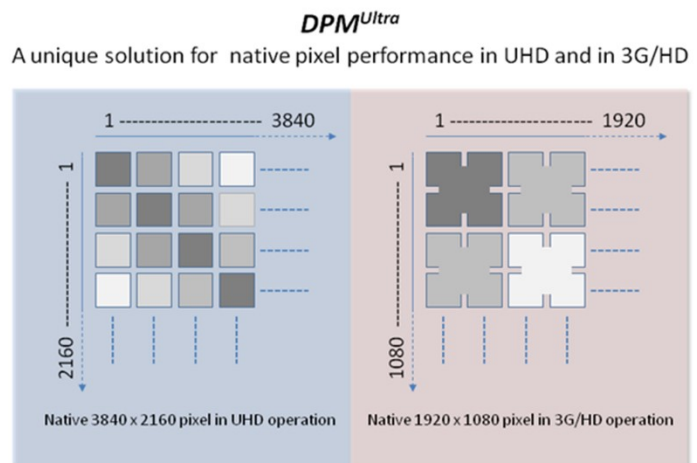 DPMUltra
A unique solution for native pixel performance in UHD and in 3G/HD
1 3840
1 2160
Native 3840 x 2160 pixel in UHD operation
1 1920
1 1080
Native 1920 x 1080 pixel in 3G/HD operation